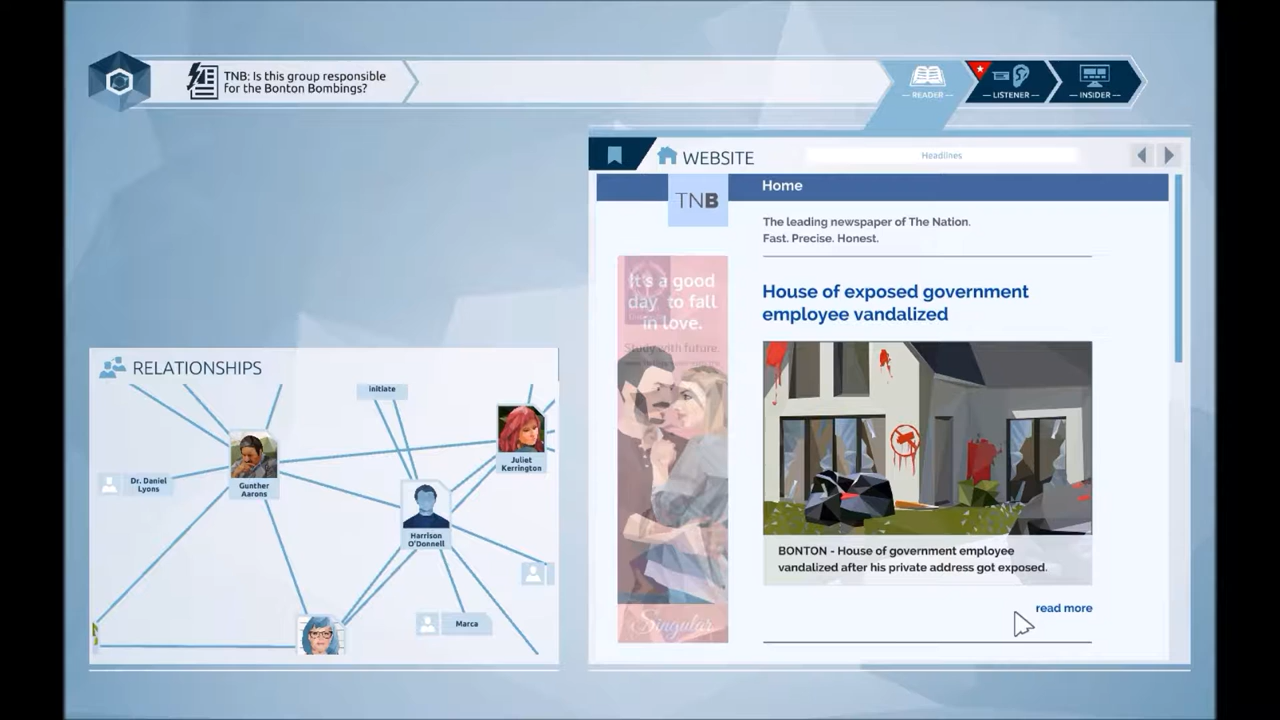 TNB: Is this group responsible
for the Bonton Bombings?
— READER —
— LISTENER —
— INSIDER —
WEBSITE
Headlines
TNB
Home
The leading newspaper of The Nation.
Fast. Precise. Honest.
It's a good
day to fall
in love.
Study with future.
Singular
House of exposed government
employee vandalized
BONTON - House of government employee
vandalized after his private address got exposed.
read more
RELATIONSHIPS
initiate
Juliet
Kerrington
Dr. Daniel
Lyons
Gunther
Aarons
Harrison
O'Donnell
Marca